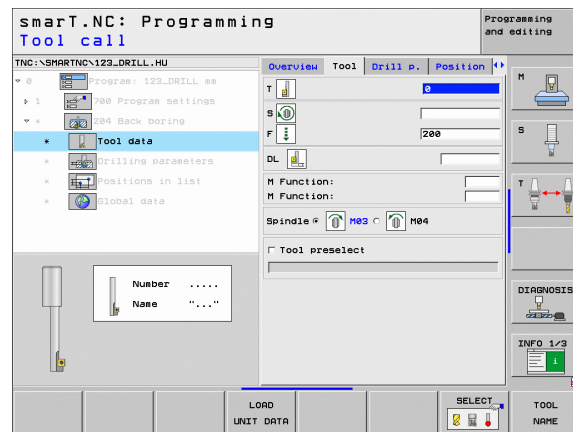 smarT.NC: Programming
Tool call
Programming
and editing
TNC:\SMARTNC\123_DRILL.HU
0 Program: 123_DRILL mm
1 700 Program settings
* 204 Back boring
* Tool data
* Drilling parameters
* Positions in list
* Global data
Number .....
Name "..."
Overview Tool Drill p. Position
T 0
S
F 200
DL
M Function:
M Function:
Spindle M03 M04
Tool preselect
M
S
T
DIAGNOSIS
INFO 1/3
i
LOAD
UNIT DATA
SELECT
TOOL
NAME